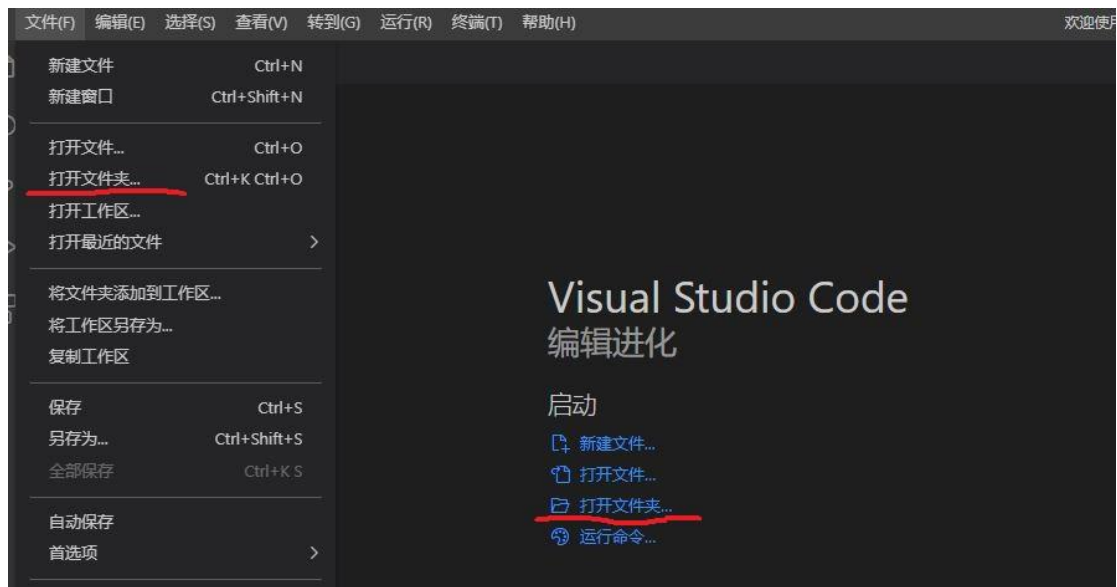 文件(F) 编辑(E) 选择(S) 查看(V) 转到(G) 运行(R) 终端(T) 帮助(H) 欢迎使用
新建文件 Ctrl+N
新建窗口 Ctrl+Shift+N
打开文件... Ctrl+O
打开文件夹... Ctrl+K Ctrl+O
打开工作区...
打开最近的文件
将文件夹添加到工作区...
将工作区另存为...
复制工作区
保存 Ctrl+S
另存为... Ctrl+Shift+S
全部保存 Ctrl+K S
自动保存
首选项
Visual Studio Code
编辑进化
启动
新建文件...
打开文件...
打开文件夹...
运行命令...